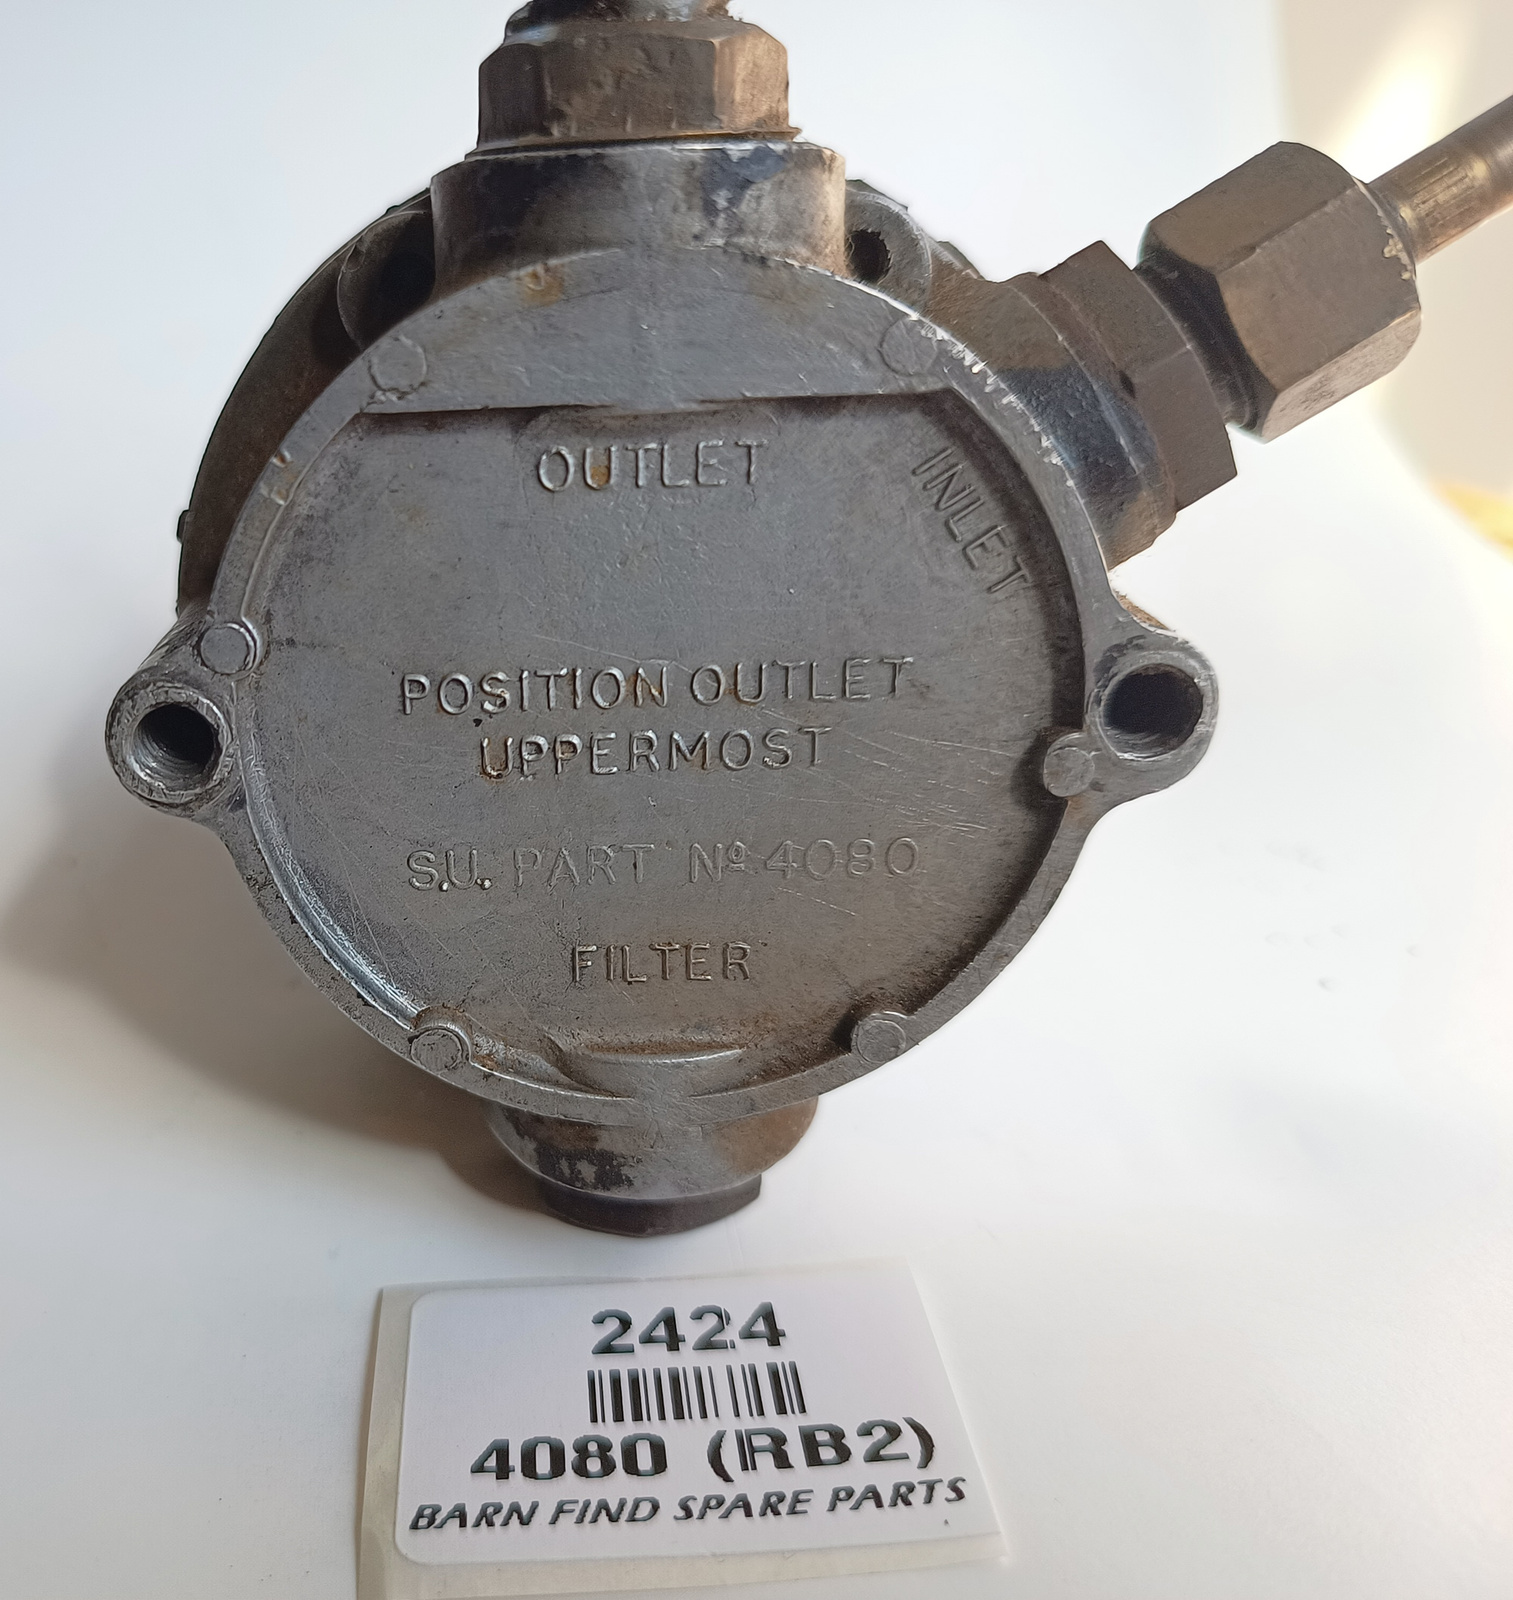 OUTLET
INLET
POSITION OUTLET
UPPERMOST
S.U. PART Nº 4080
FILTER
2424
4080 (RB2)
BARN FIND SPARE PARTS